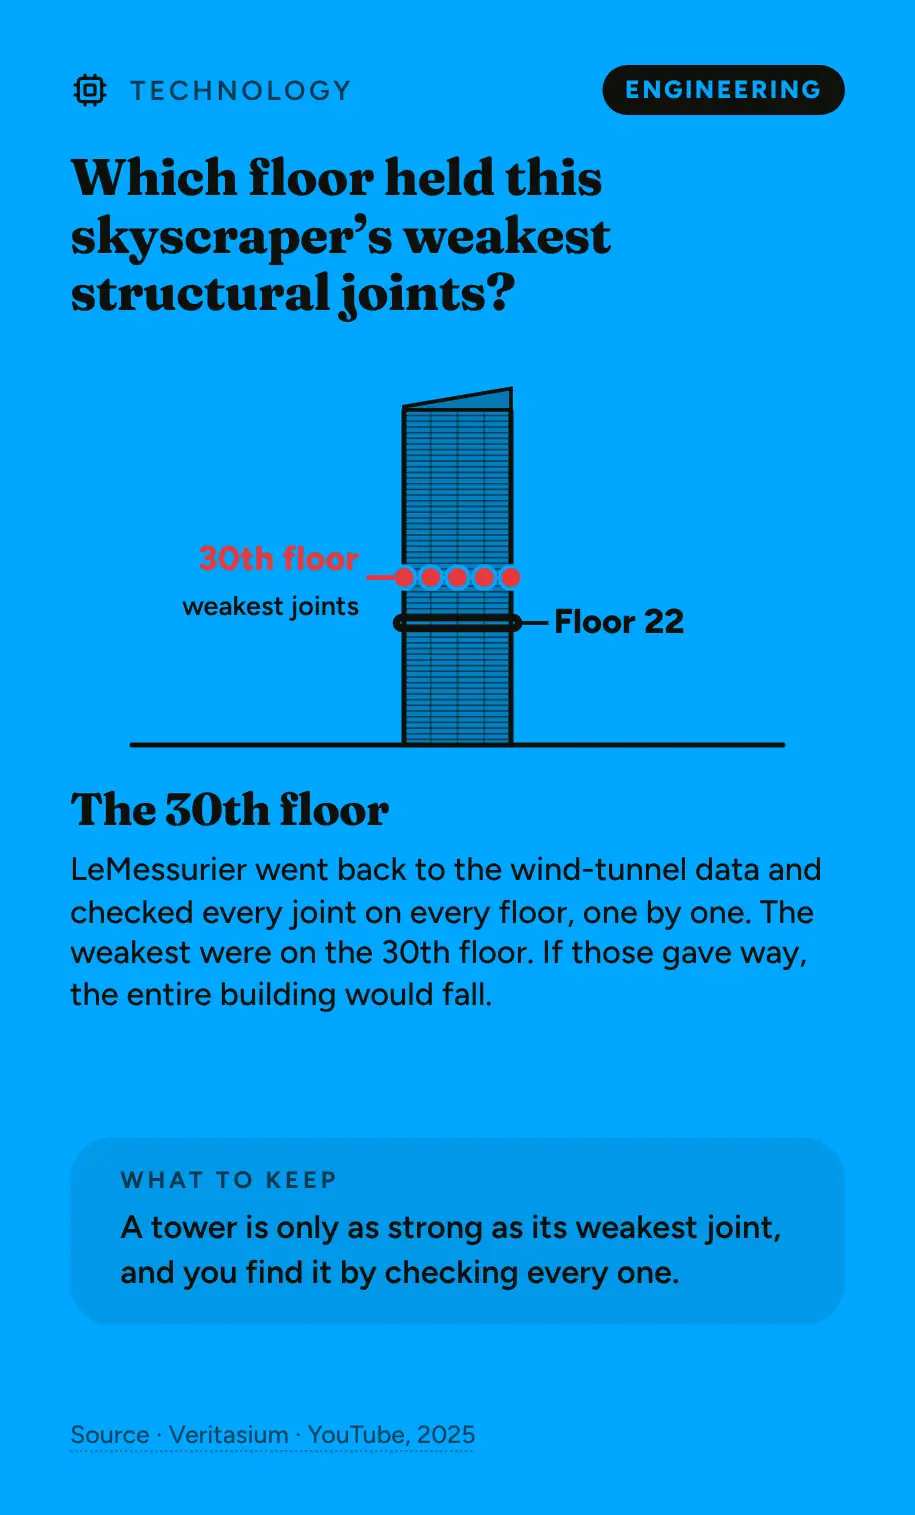 TECHNOLOGY
ENGINEERING
Which floor held this
skyscraper’s weakest
structural joints?
30th floor
weakest joints
Floor 22
The 30th floor
LeMessurier went back to the wind-tunnel data and
checked every joint on every floor, one by one. The
weakest were on the 30th floor. If those gave way,
the entire building would fall.
WHAT TO KEEP
A tower is only as strong as its weakest joint,
and you find it by checking every one.
Source · Veritasium · YouTube, 2025